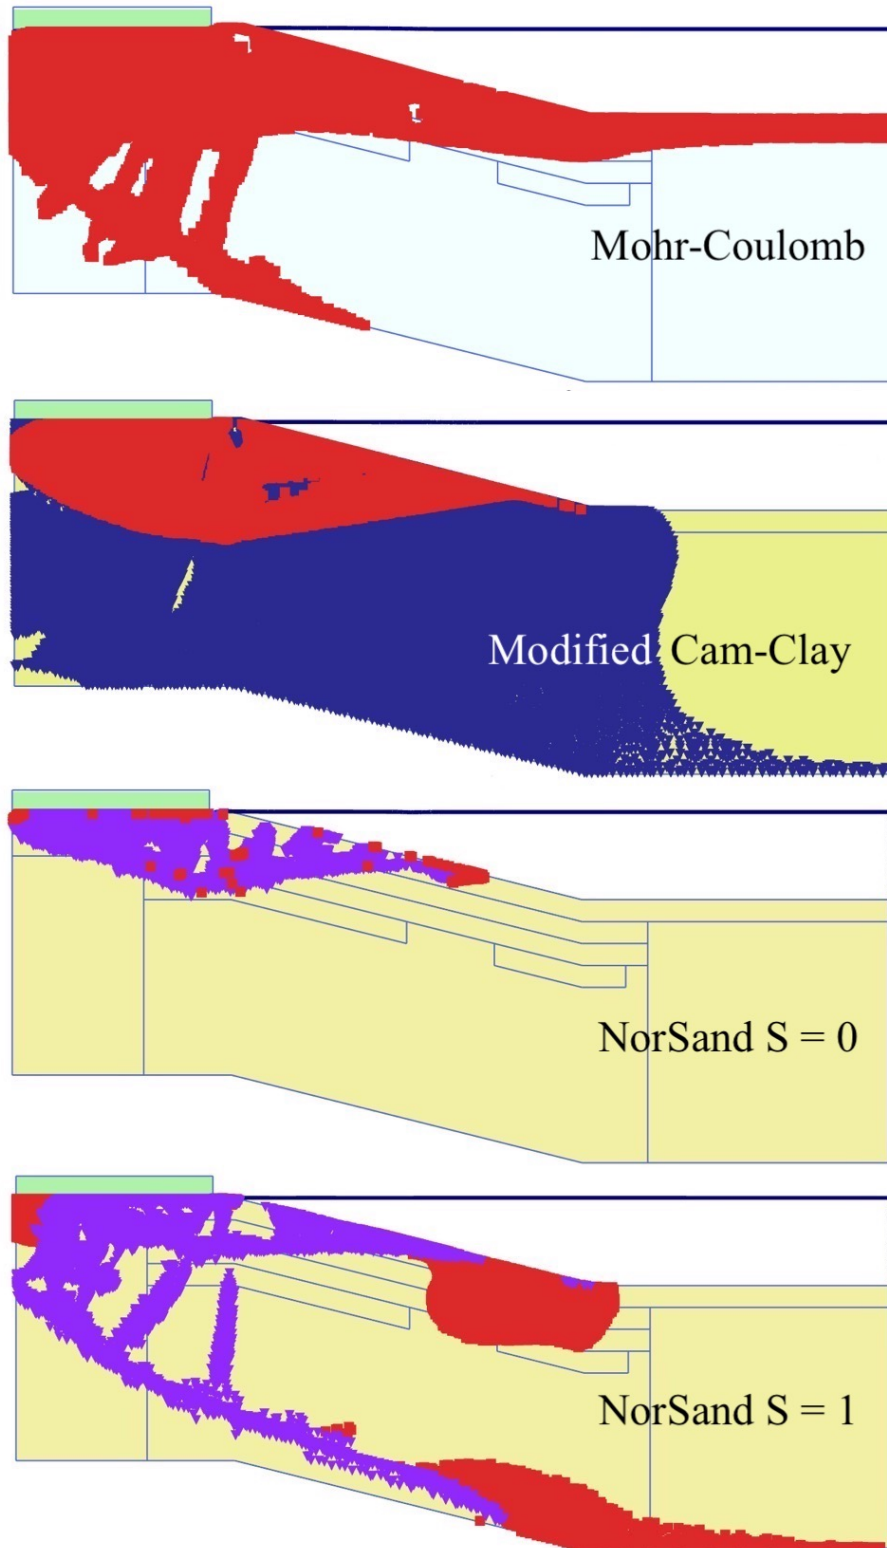 Mohr-Coulomb
Modified Cam-Clay
NorSand S = 0
NorSand S = 1